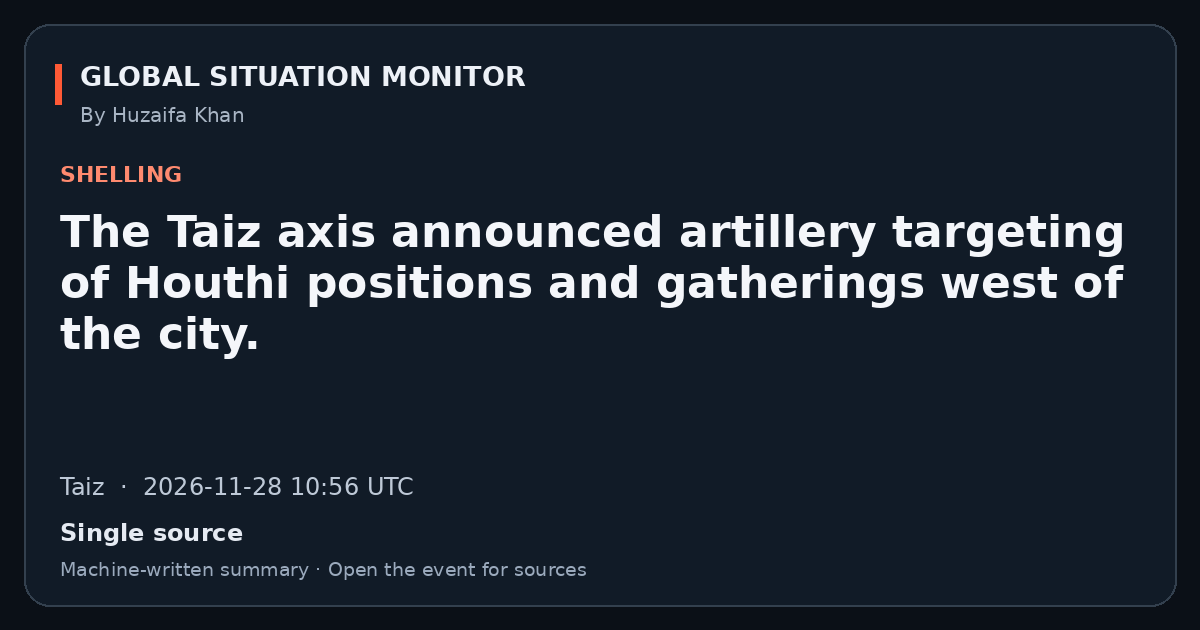 GLOBAL SITUATION MONITOR
By Huzaifa Khan
SHELLING
The Taiz axis announced artillery targeting
of Houthi positions and gatherings west of
the city.
Taiz · 2026-11-28 10:56 UTC
Single source
Machine-written summary · Open the event for sources